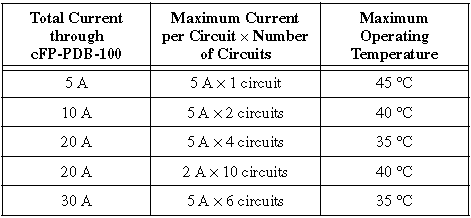 Total Current through cFP-PDB-100 | Maximum Current per Circuit × Number of Circuits | Maximum Operating Temperature
5 A | 5 A × 1 circuit | 45 °C
10 A | 5 A × 2 circuits | 40 °C
20 A | 5 A × 4 circuits | 35 °C
20 A | 2 A × 10 circuits | 40 °C
30 A | 5 A × 6 circuits | 35 °C